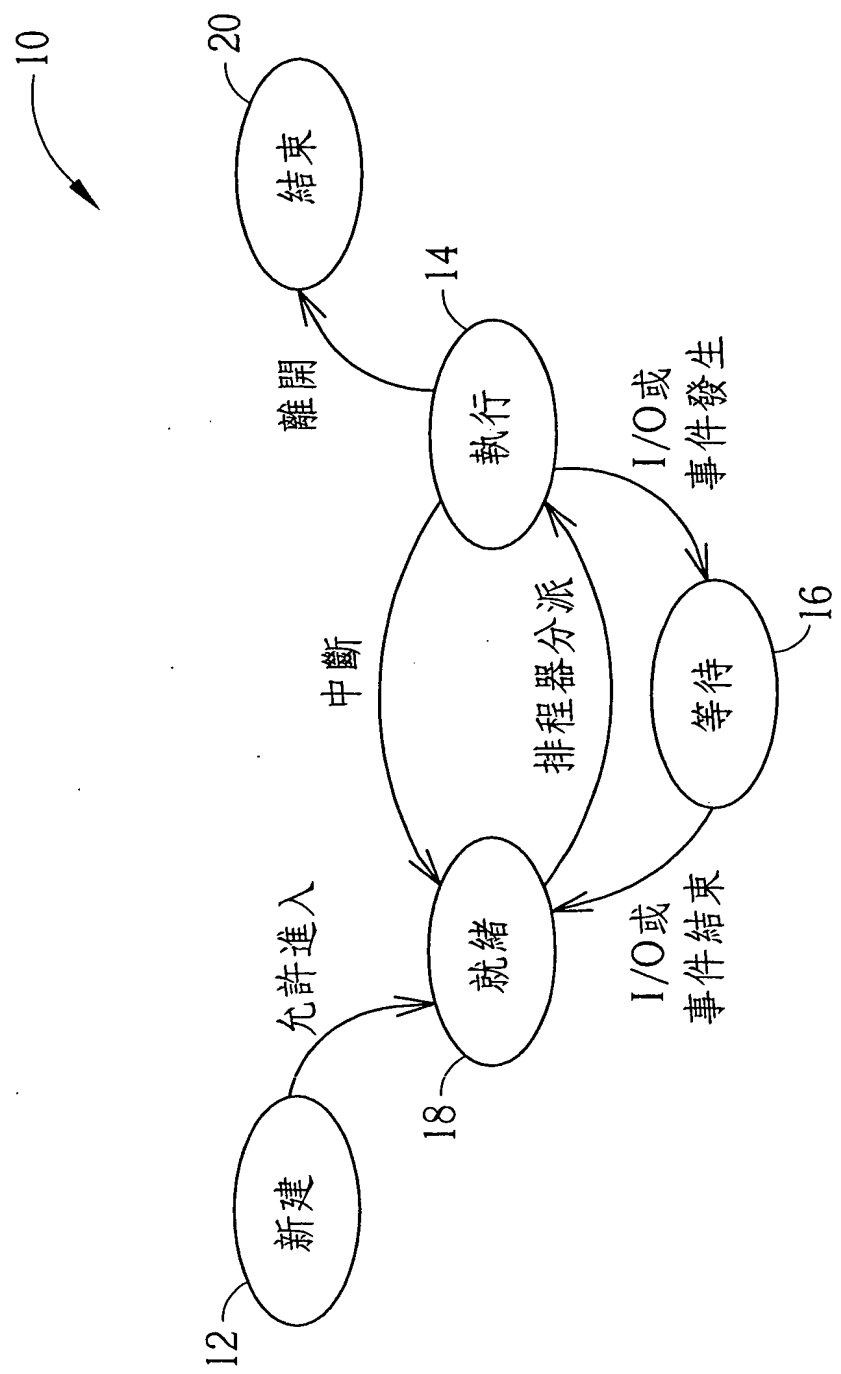 10
新建
12
允許進入
就緒
18
中斷
排程器分派
執行
14
離開
結束
20
I/O或
事件發生
等待
16
I/O或
事件結束